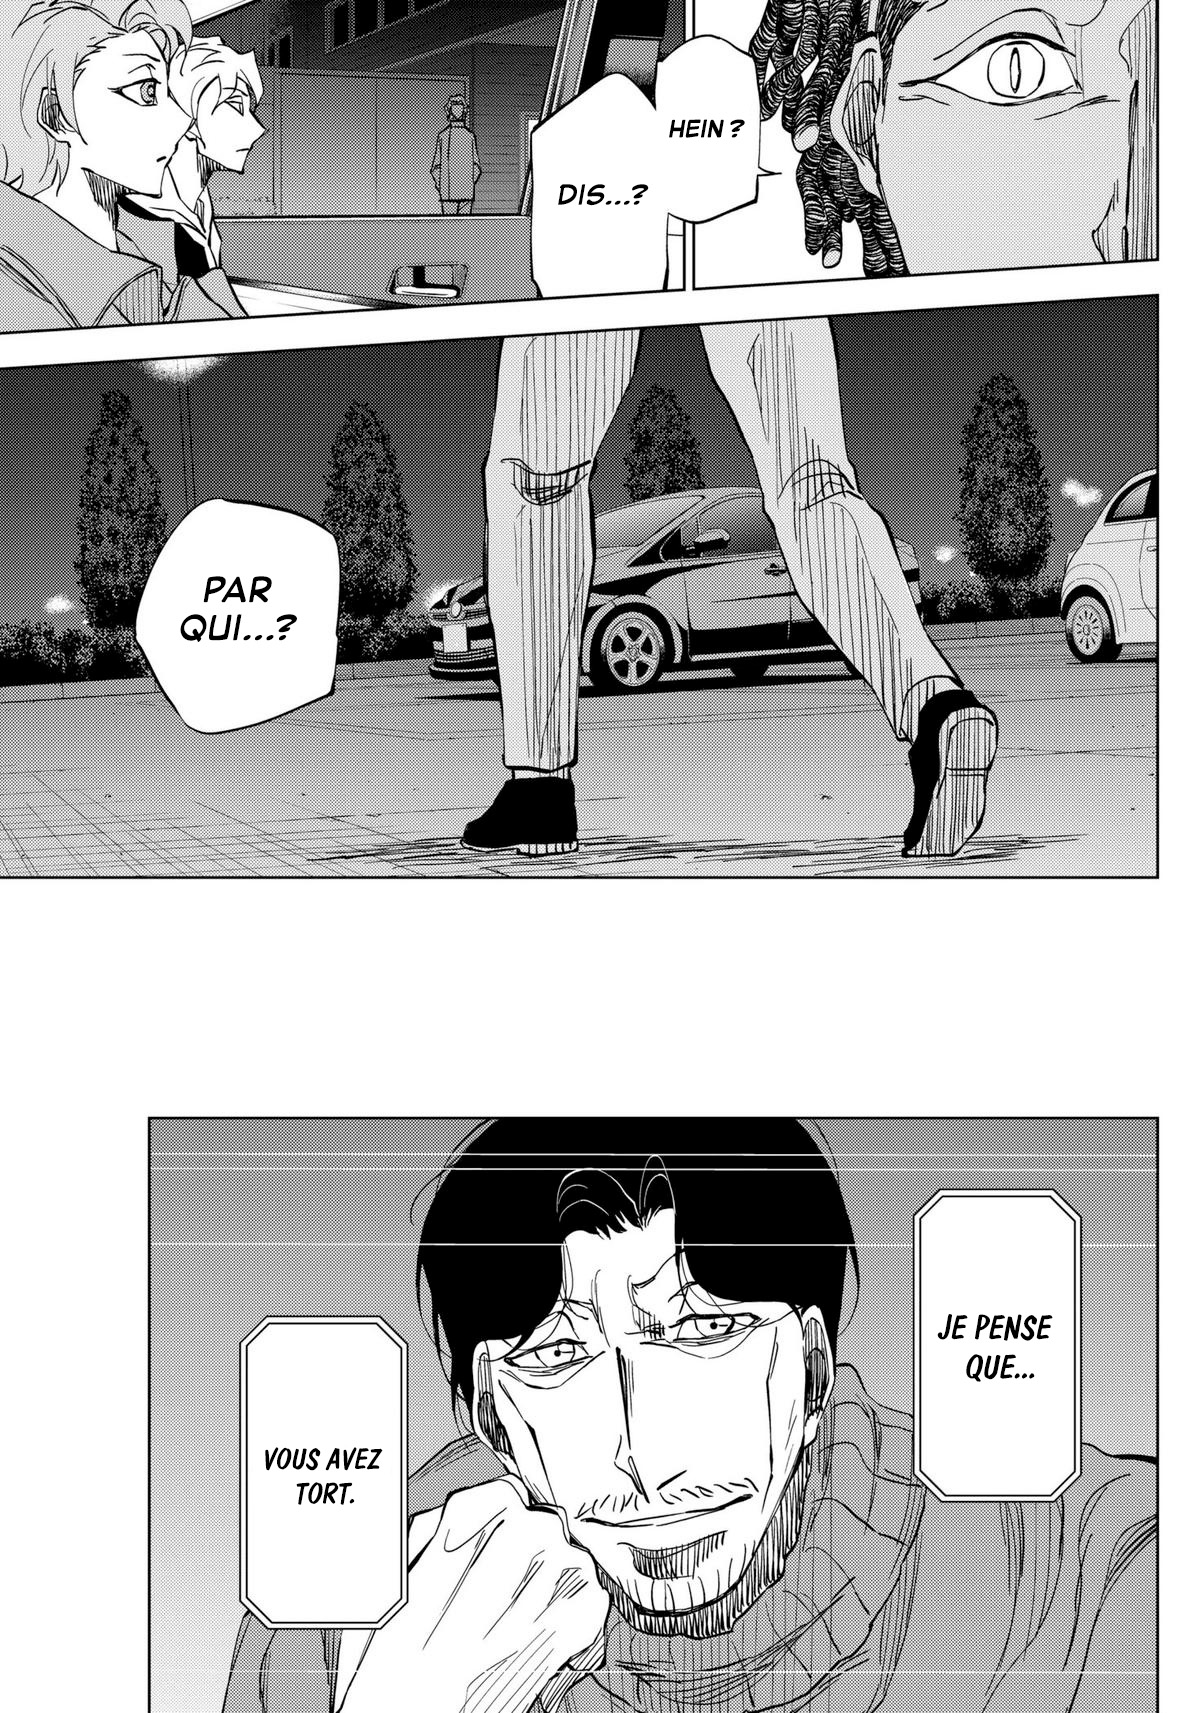 HEIN ?
DIS...?
PAR
QUI...?
JE PENSE
QUE...
VOUS AVEZ
TORT.